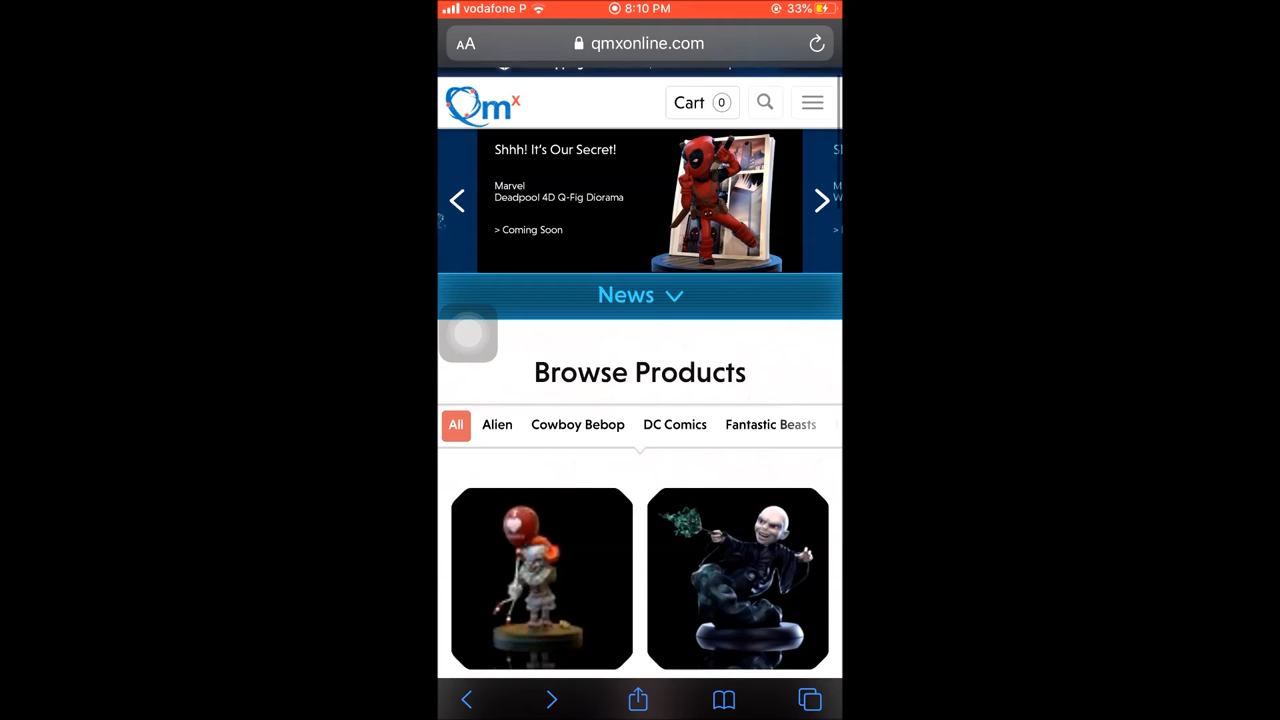 vodafone P
8:10 PM
33%
AA
qmxonline.com
Qmx
Cart 0
Shhh! It's Our Secret!
Marvel
Deadpool 4D Q-Fig Diorama
> Coming Soon
News
Browse Products
All
Alien
Cowboy Bebop
DC Comics
Fantastic Beasts